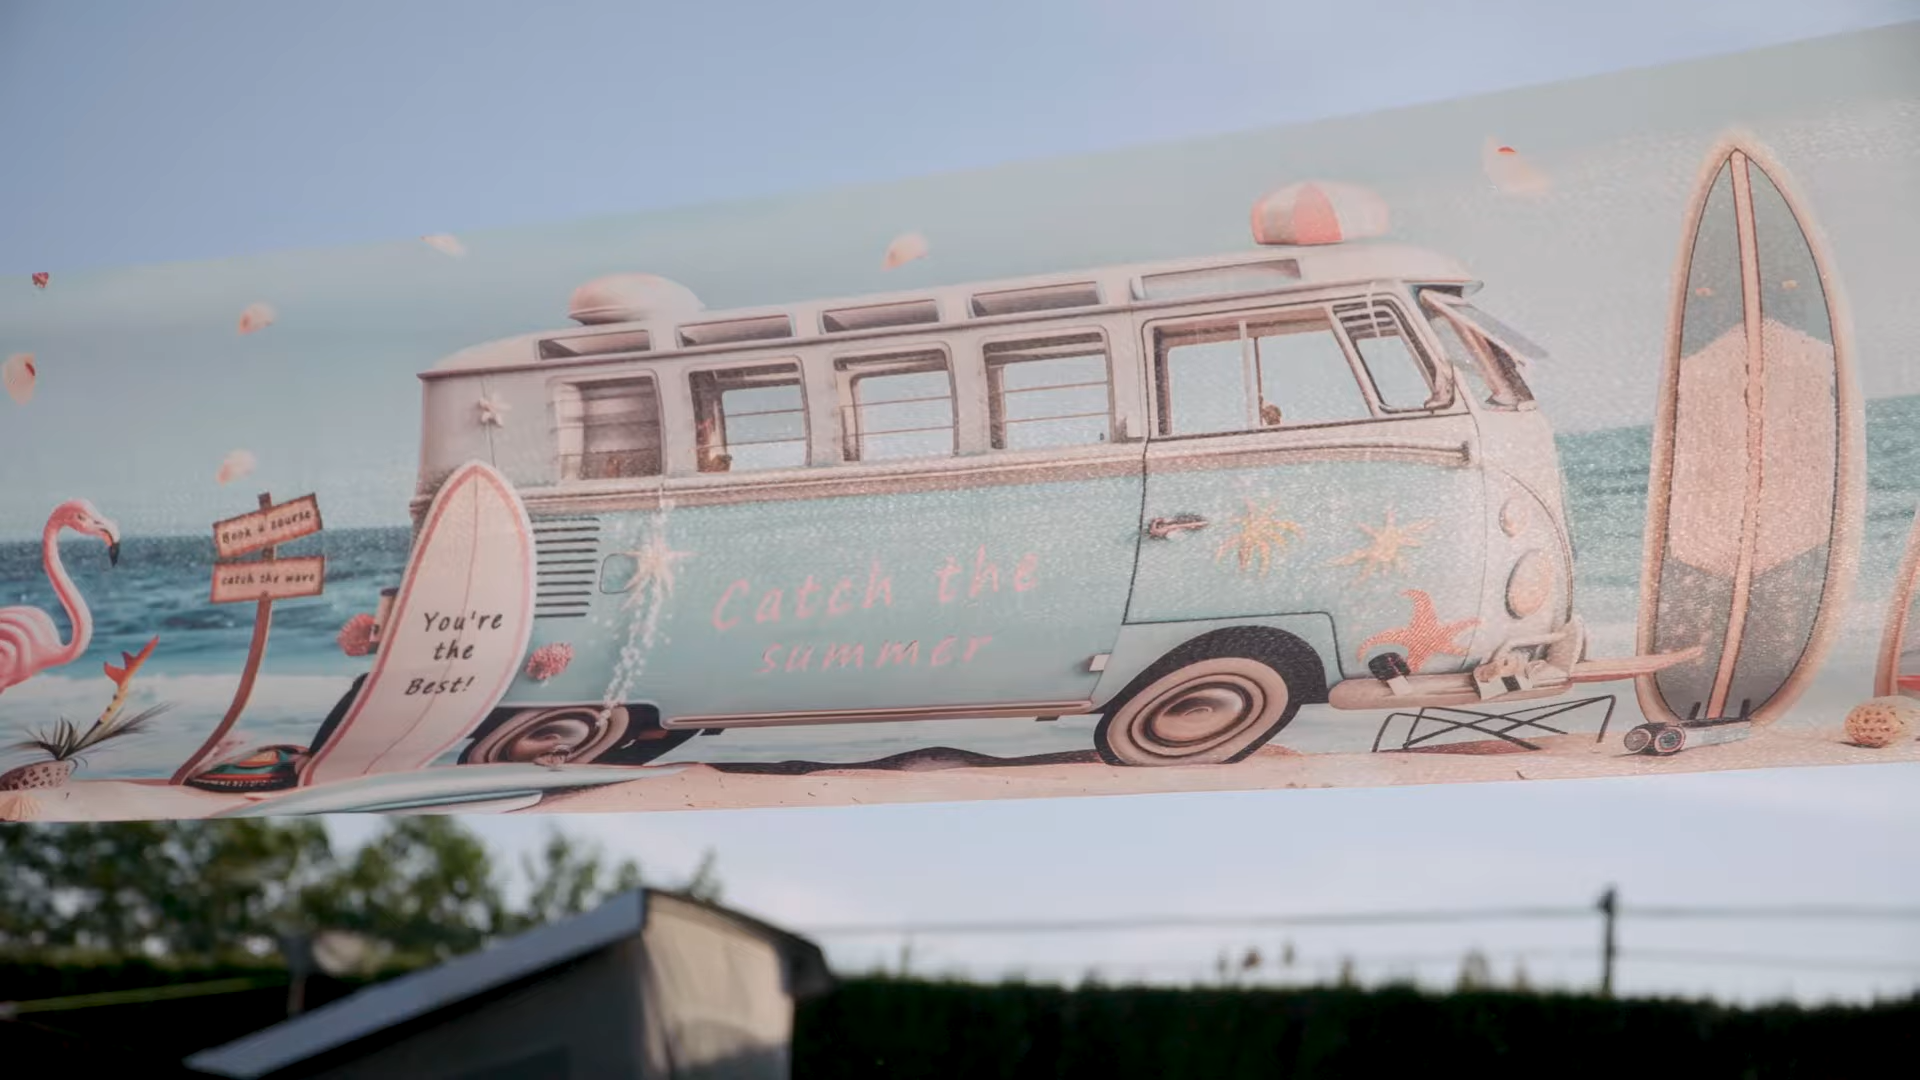 Book a course
catch the wave
You're
the
Best!
Catch the
summer